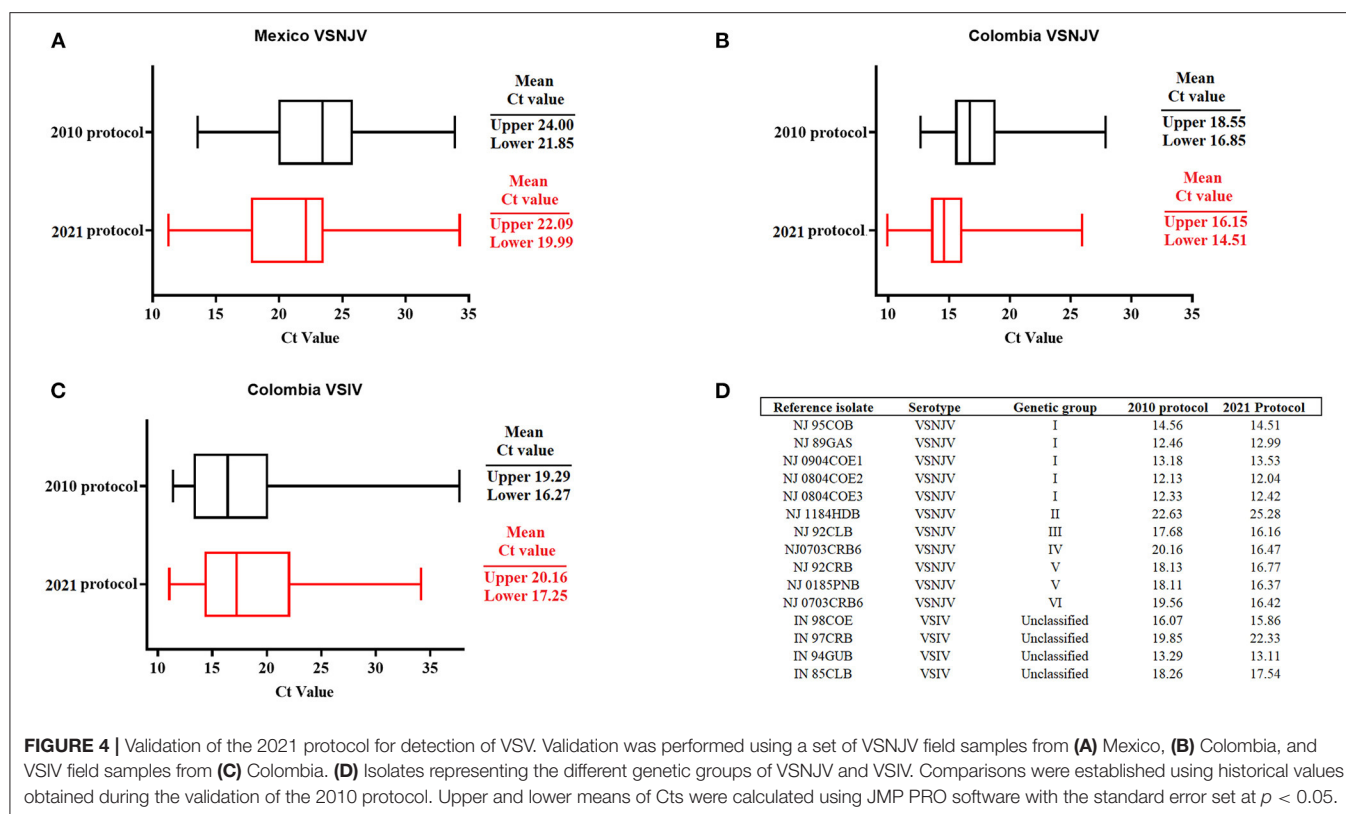 A
Mexico VSNJV
2010 protocol
2021 protocol
Mean
Ct value
Upper 24.00
Lower 21.85
Mean
Ct value
Upper 22.09
Lower 19.99
10 15 20 25 30 35
Ct Value
B
Colombia VSNJV
2010 protocol
2021 protocol
Mean
Ct value
Upper 18.55
Lower 16.85
Mean
Ct value
Upper 16.15
Lower 14.51
10 15 20 25 30 35
Ct Value
C
Colombia VSIV
2010 protocol
2021 protocol
Mean
Ct value
Upper 19.29
Lower 16.27
Mean
Ct value
Upper 20.16
Lower 17.25
10 15 20 25 30 35
Ct Value
D
Reference isolate Serotype Genetic group 2010 protocol 2021 Protocol
NJ 95COB VSNJV I 14.56 14.51
NJ 89GAS VSNJV I 12.46 12.99
NJ 0904COE1 VSNJV I 13.18 13.53
NJ 0804COE2 VSNJV I 12.13 12.04
NJ 0804COE3 VSNJV I 12.33 12.42
NJ 1184HDB VSNJV II 22.63 25.28
NJ 92CLB VSNJV III 17.68 16.16
NJ0703CRB6 VSNJV IV 20.16 16.47
NJ 92CRB VSNJV V 18.13 16.77
NJ 0185PNB VSNJV V 18.11 16.37
NJ 0703CRB6 VSNJV VI 19.56 16.42
IN 98COE VSIV Unclassified 16.07 15.86
IN 97CRB VSIV Unclassified 19.85 22.33
IN 94GUB VSIV Unclassified 13.29 13.11
IN 85CLB VSIV Unclassified 18.26 17.54
FIGURE 4 | Validation of the 2021 protocol for detection of VSV. Validation was performed using a set of VSNJV field samples from (A) Mexico, (B) Colombia, and
VSIV field samples from (C) Colombia. (D) Isolates representing the different genetic groups of VSNJV and VSIV. Comparisons were established using historical values
obtained during the validation of the 2010 protocol. Upper and lower means of Cts were calculated using JMP PRO software with the standard error set at p < 0.05.